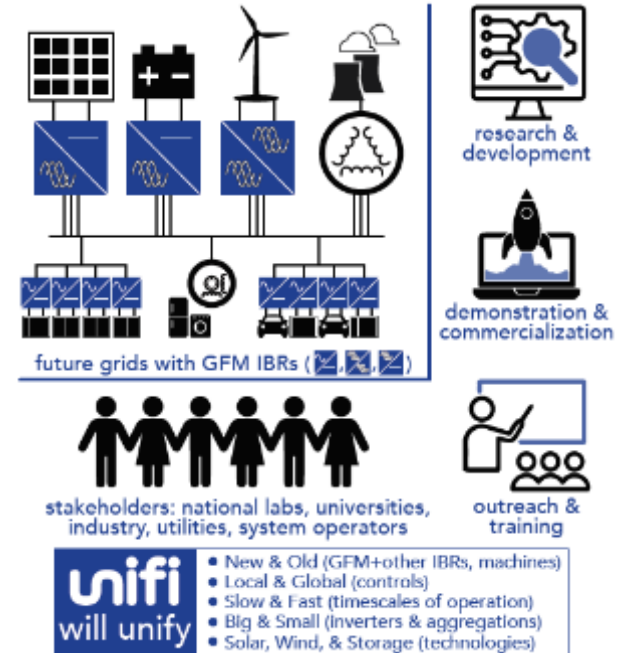 research &
development
demonstration &
commercialization
future grids with GFM IBRs ( , , )
stakeholders: national labs, universities,
industry, utilities, system operators
outreach &
training
unifi
will unify
• New & Old (GFM+other IBRs, machines)
• Local & Global (controls)
• Slow & Fast (timescales of operation)
• Big & Small (inverters & aggregations)
• Solar, Wind, & Storage (technologies)